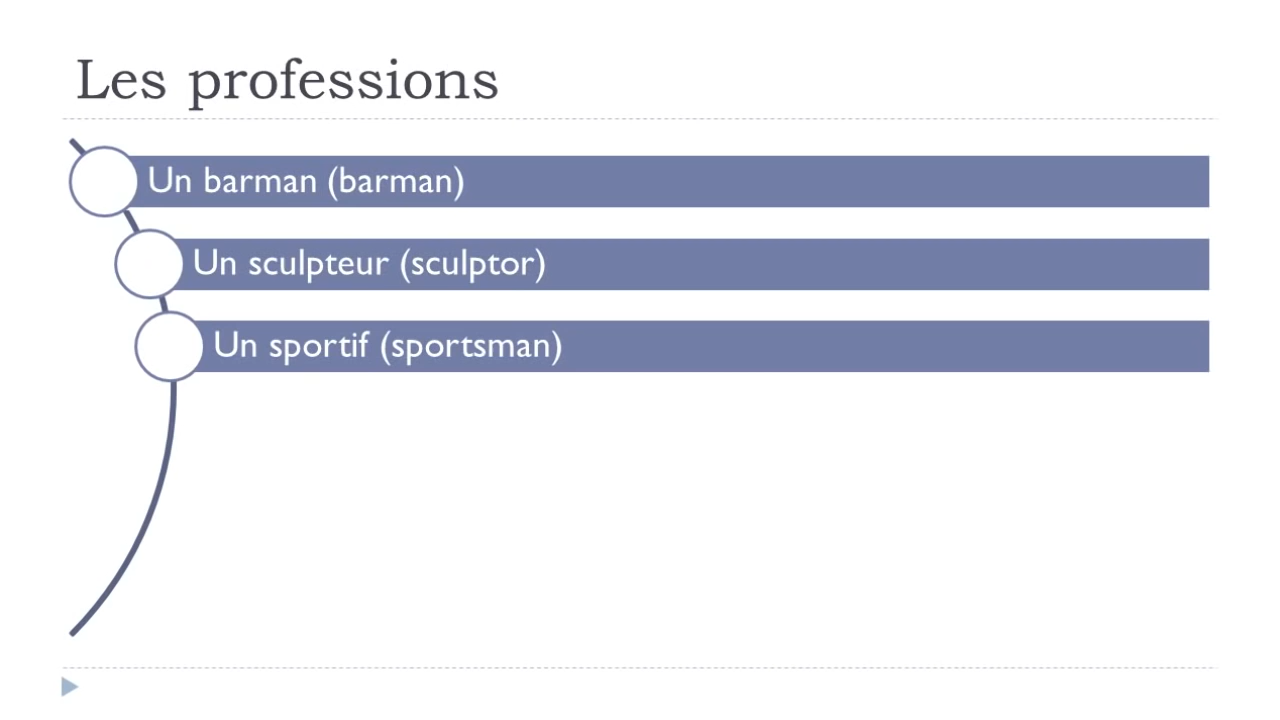 Les professions
Un barman (barman)
Un sculpteur (sculptor)
Un sportif (sportsman)